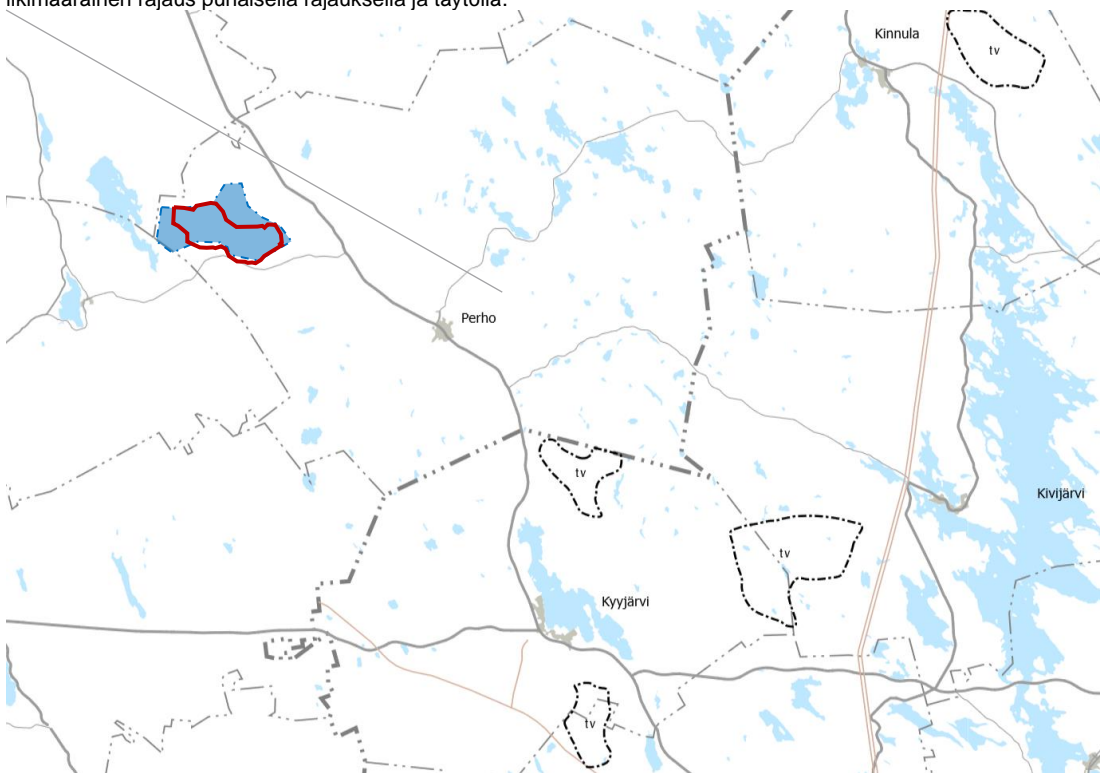 likimääräinen rajaus punaisella rajauksella ja täytöllä.
Kinnula
tv
Perho
tv
Kivijärvi
tv
Kyyjärvi
tv